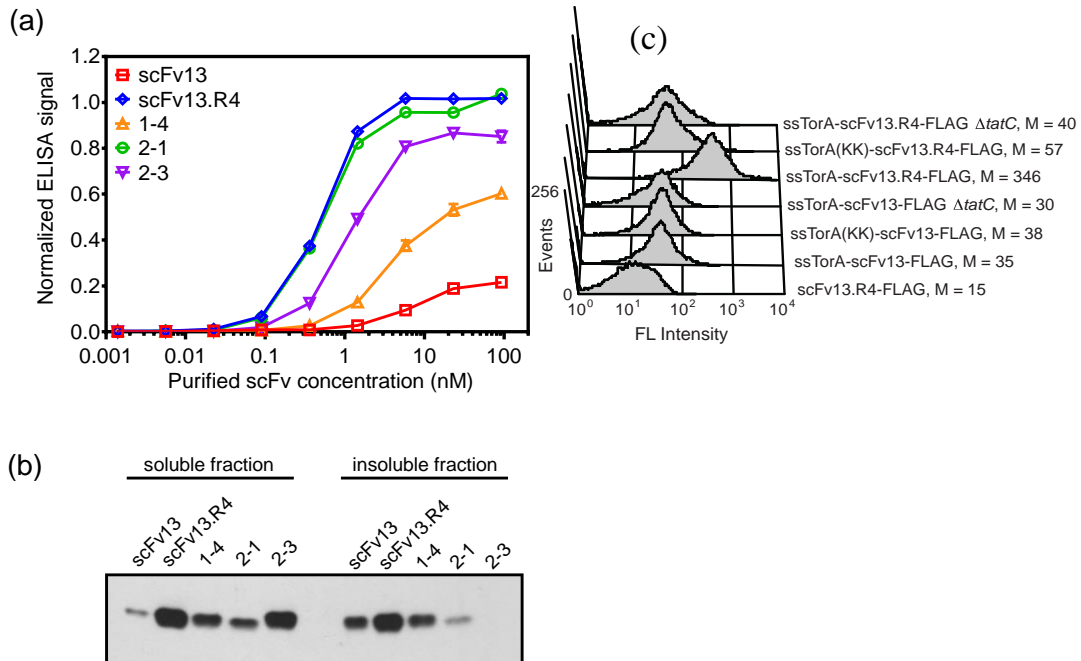 (a)
Normalized ELISA signal
1.2
1.0
0.8
0.6
0.4
0.2
0.0
scFv13
scFv13.R4
1-4
2-1
2-3
0.001 0.01 0.1 1 10 100
Purified scFv concentration (nM)
(c)
ssTorA-scFv13.R4-FLAG ΔtatC, M = 40
ssTorA(KK)-scFv13.R4-FLAG, M = 57
ssTorA-scFv13.R4-FLAG, M = 346
ssTorA-scFv13-FLAG ΔtatC, M = 30
ssTorA(KK)-scFv13-FLAG, M = 38
ssTorA-scFv13-FLAG, M = 35
scFv13.R4-FLAG, M = 15
256
Events
0
10⁰ 10¹ 10² 10³ 10⁴
FL Intensity
(b)
soluble fraction insoluble fraction
scFv13 scFv13.R4 1-4 2-1 2-3 scFv13 scFv13.R4 1-4 2-1 2-3